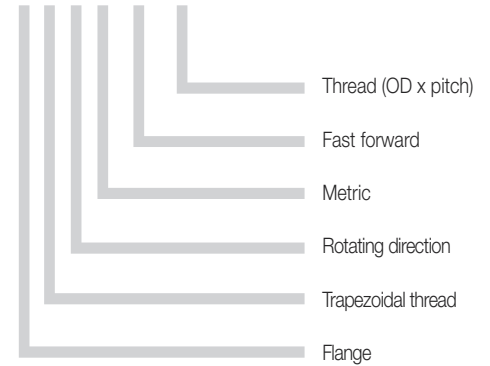 Thread (OD x pitch)
Fast forward
Metric
Rotating direction
Trapezoidal thread
Flange